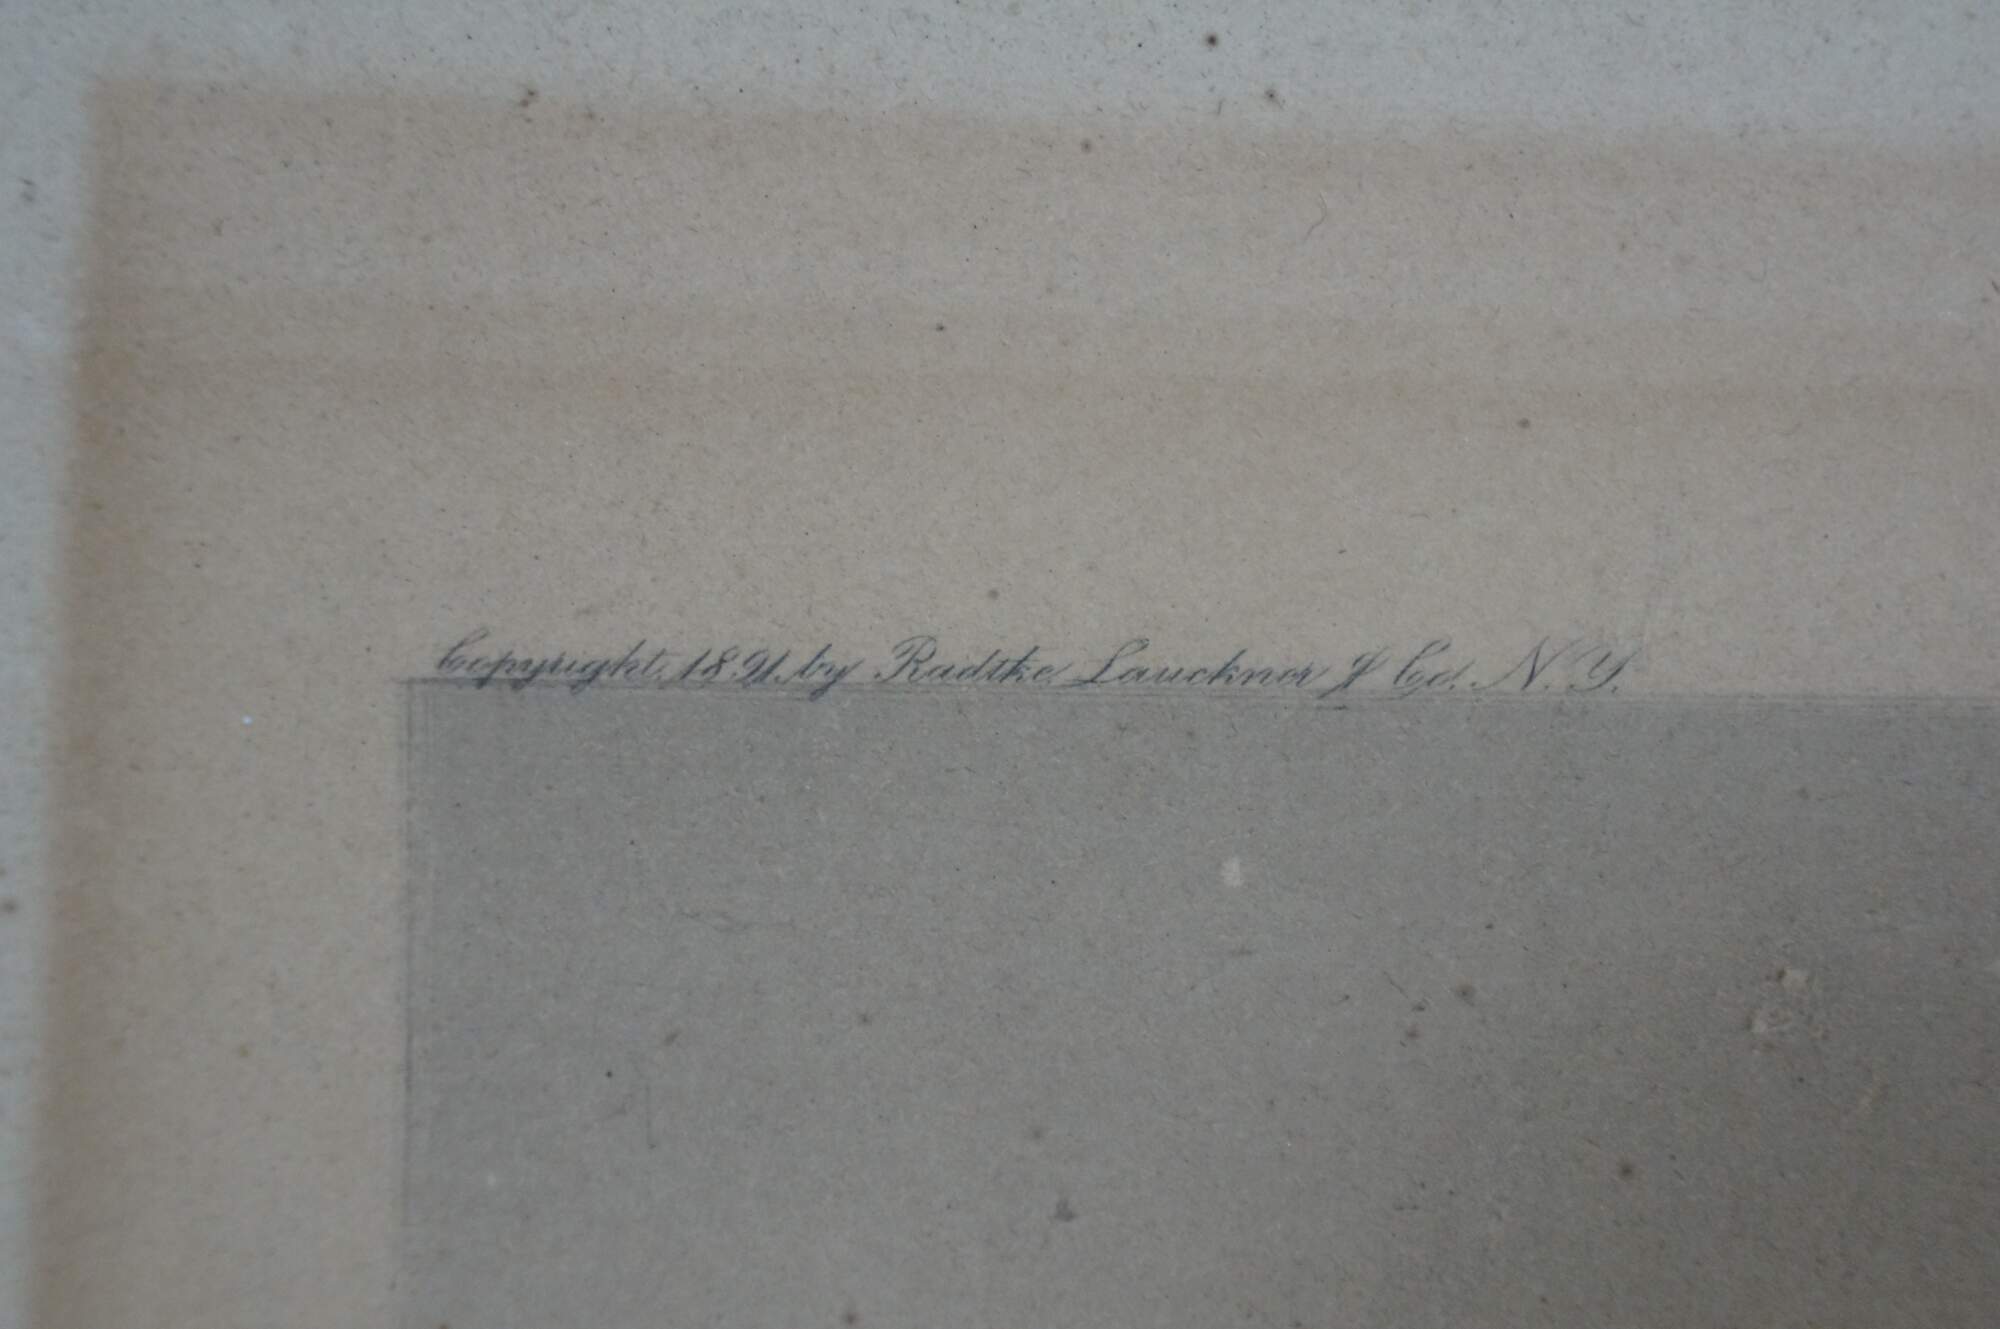 Copyright, 1891, by Radtke Lauckner & Co. N. Y.